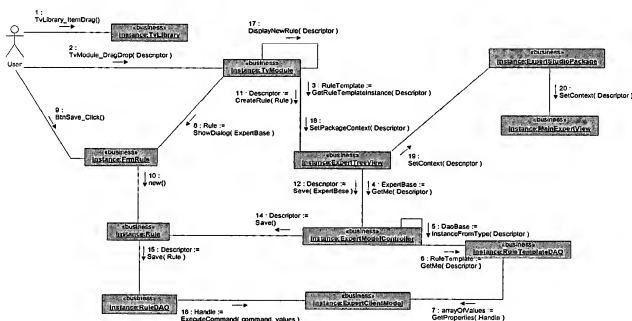 1 :
TvLibrary_ItemDrag()
«business»
Instance:TvLibrary
17 :
DisplayNewRule( Descriptor )
2 :
TvModule_DragDrop( Descriptor )
User
«business»
Instance:TvModule
«business»
Instance:ExpertStudioPackage
11 : Descriptor :=
CreateRule( Rule )
3 : RuleTemplate :=
GetRuleTemplateInstance( Descriptor )
20 :
SetContext( Descriptor )
9 :
BtnSave_Click()
8 : Rule :=
ShowDialog( ExpertBase )
18 :
SetPackageContext( Descriptor )
«business»
Instance:MainExpertView
«business»
Instance:FrmRule
«business»
Instance:ExpertTreeView
19 :
SetContext( Descriptor )
10 :
new()
12 : Descriptor :=
Save( ExpertBase )
4 : ExpertBase :=
GetMe( Descriptor )
14 : Descriptor :=
Save()
«business»
Instance:Rule
«business»
Instance:ExpertModelController
5 : DaoBase :=
InstanceFromType( Descriptor )
«business»
Instance:RuleTemplateDAO
15 : Descriptor :=
Save( Rule )
6 : RuleTemplate :=
GetMe( Descriptor )
«business»
Instance:RuleDAO
«business»
Instance:ExpertClientModel
16 : Handle :=
ExecuteCommand( command, values )
7 : arrayOfValues :=
GetProperties( Handle )